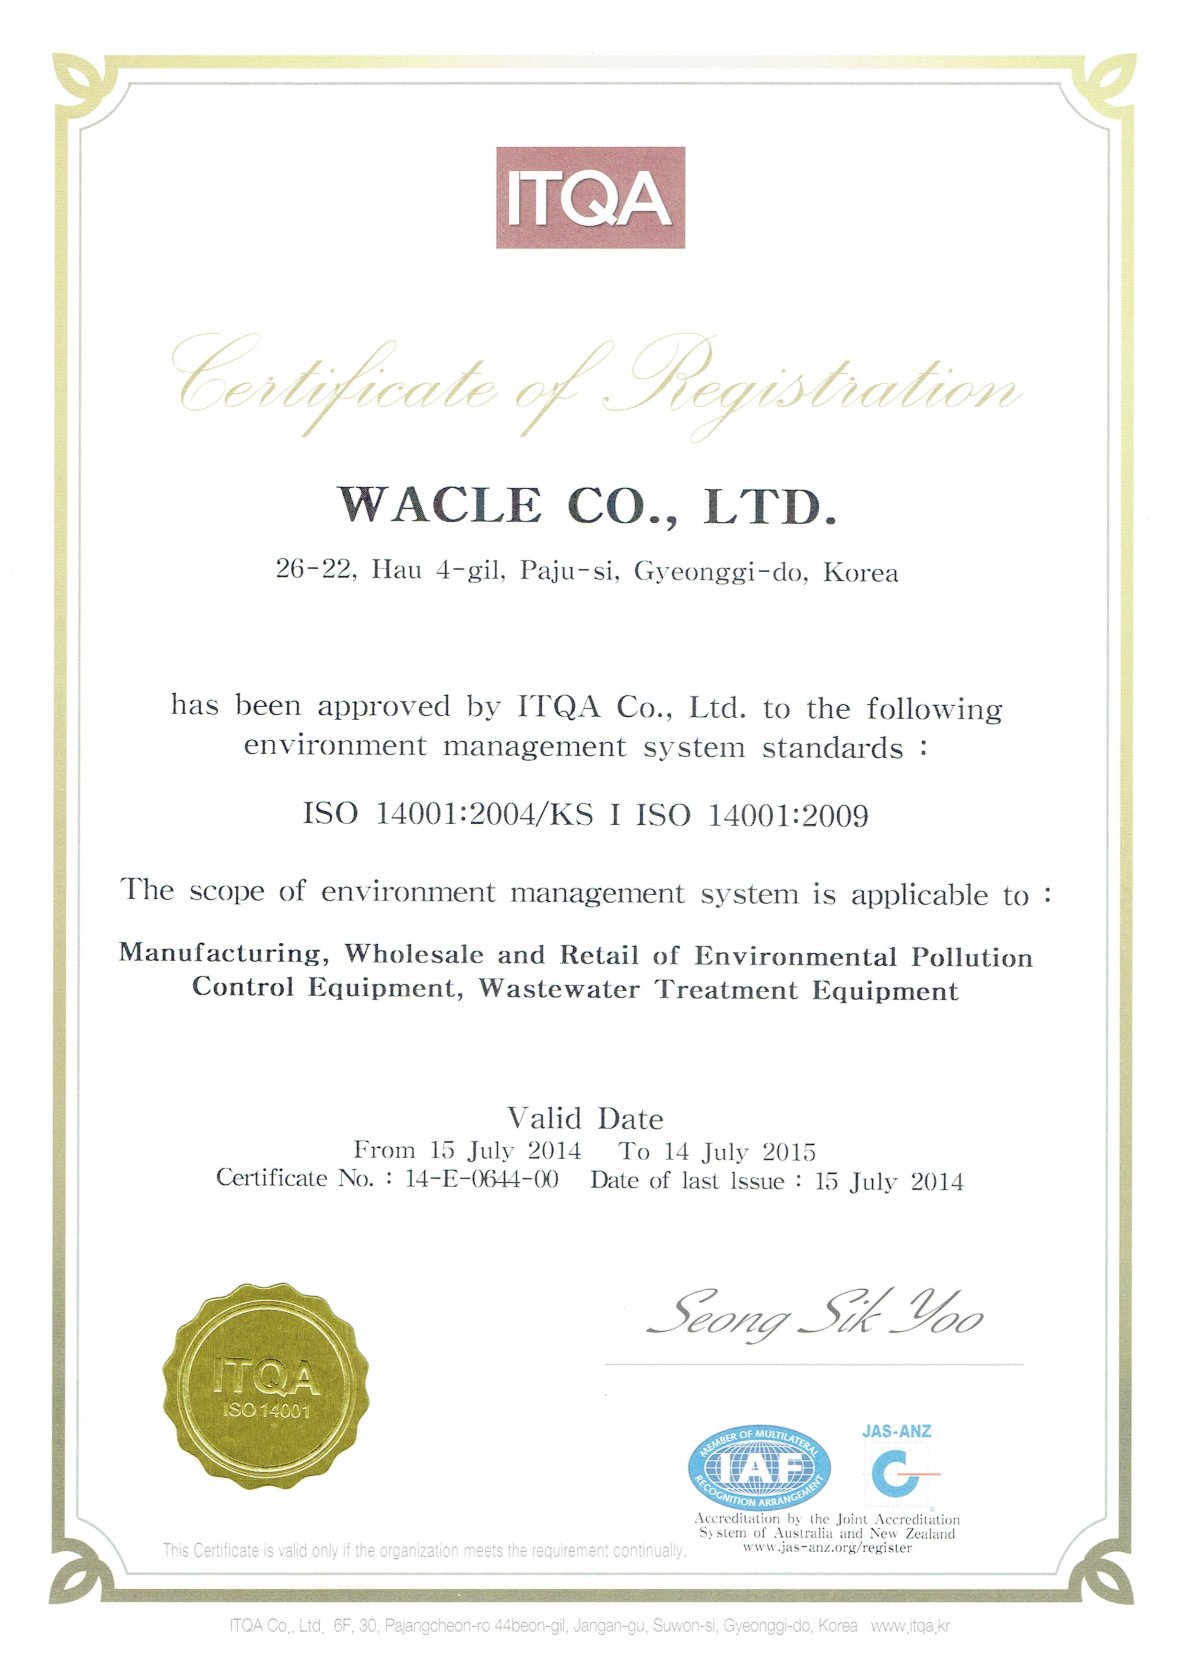 ITQA
Certificate of Registration
WACLE CO., LTD.
26-22, Hau 4-gil, Paju-si, Gyeonggi-do, Korea
has been approved by ITQA Co., Ltd. to the following
environment management system standards :
ISO 14001:2004/KS I ISO 14001:2009
The scope of environment management system is applicable to :
Manufacturing, Wholesale and Retail of Environmental Pollution
Control Equipment, Wastewater Treatment Equipment
Valid Date
From 15 July 2014 To 14 July 2015
Certificate No. : 14-E-0644-00 Date of last Issue : 15 July 2014
Seong Sik Yoo
ITQA
ISO 14001
MEMBER OF MULTILATERAL
IAF
RECOGNITION ARRANGEMENT
JAS-ANZ
Accreditation by the Joint Accreditation
System of Australia and New Zealand
www.jas-anz.org/register
This Certificate is valid only if the organization meets the requirement continually.
ITQA Co., Ltd. 6F, 30, Pajangcheon-ro 44beon-gil, Jangan-gu, Suwon-si, Gyeonggi-do, Korea www.itqa.kr